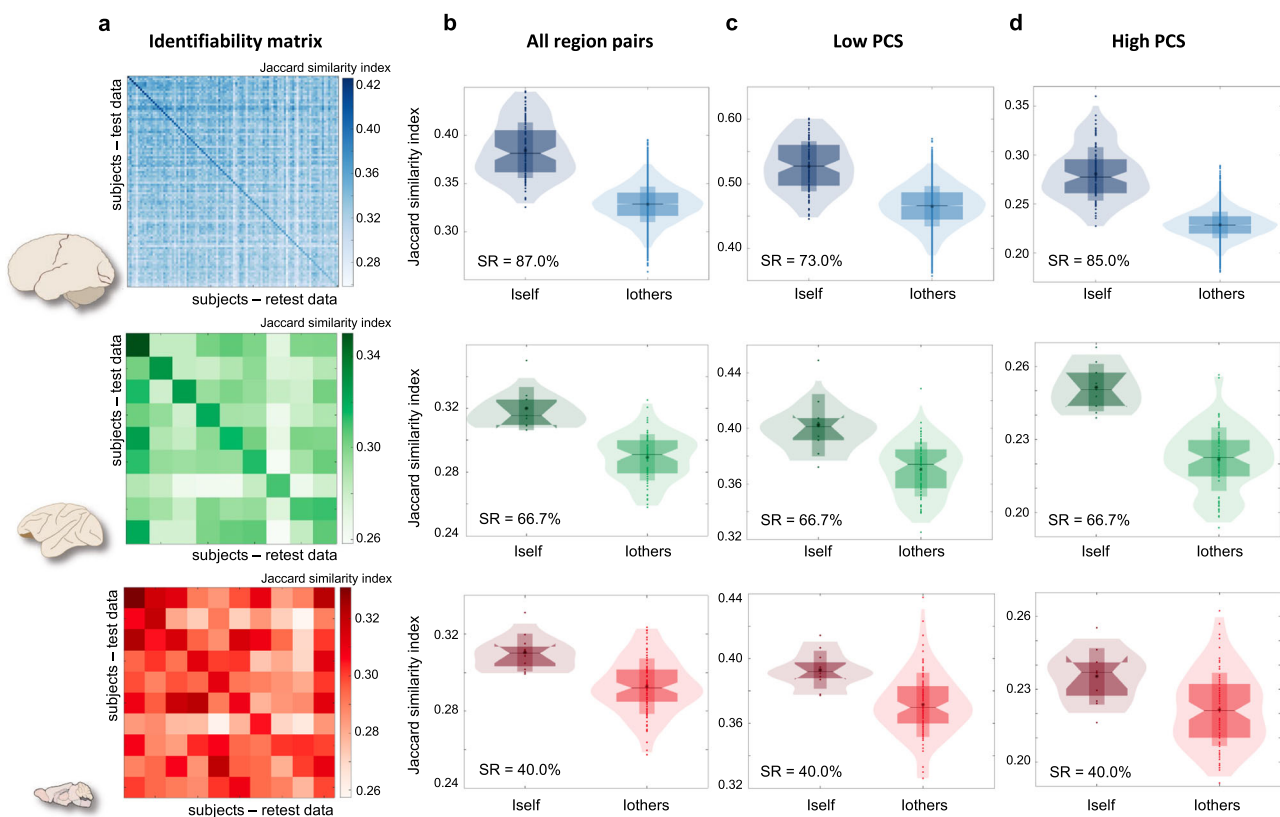 a
Identifiability matrix
b
All region pairs
c
Low PCS
d
High PCS
Jaccard similarity index
subjects – test data
0.42
0.40
0.36
0.32
0.28
subjects – retest data
Jaccard similarity index
0.40
0.35
0.30
SR = 87.0%
Iself
Iothers
0.60
0.50
0.40
SR = 73.0%
Iself
Iothers
0.35
0.30
0.25
0.20
SR = 85.0%
Iself
Iothers
Jaccard similarity index
subjects – test data
0.34
0.30
0.26
subjects – retest data
Jaccard similarity index
0.32
0.28
0.24
SR = 66.7%
Iself
Iothers
0.44
0.40
0.36
0.32
SR = 66.7%
Iself
Iothers
0.26
0.23
0.20
SR = 66.7%
Iself
Iothers
Jaccard similarity index
subjects – test data
0.32
0.30
0.28
0.26
subjects – retest data
Jaccard similarity index
0.32
0.28
0.24
SR = 40.0%
Iself
Iothers
0.44
0.40
0.36
0.32
SR = 40.0%
Iself
Iothers
0.26
0.23
0.20
SR = 40.0%
Iself
Iothers